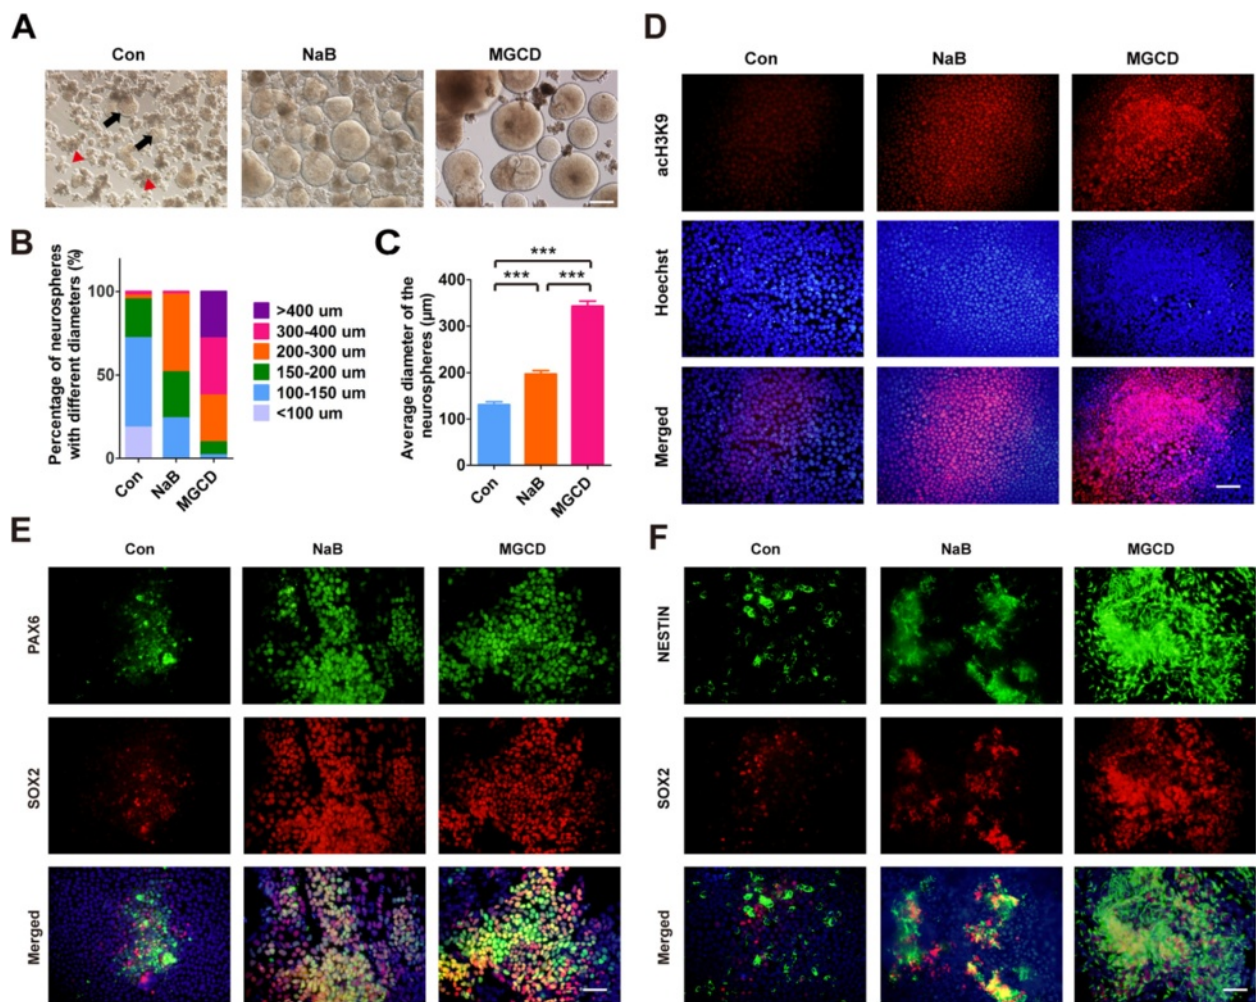 A
Con NaB MGCD
B
Percentage of neurospheres
with different diameters (%)
100
50
0
Con NaB MGCD
>400 um
300-400 um
200-300 um
150-200 um
100-150 um
<100 um
C
Average diameter of the
neurospheres (μm)
400
300
200
100
0
***
*** ***
Con NaB MGCD
D
Con NaB MGCD
acH3K9
Hoechst
Merged
E
Con NaB MGCD
PAX6
SOX2
Merged
F
Con NaB MGCD
NESTIN
SOX2
Merged